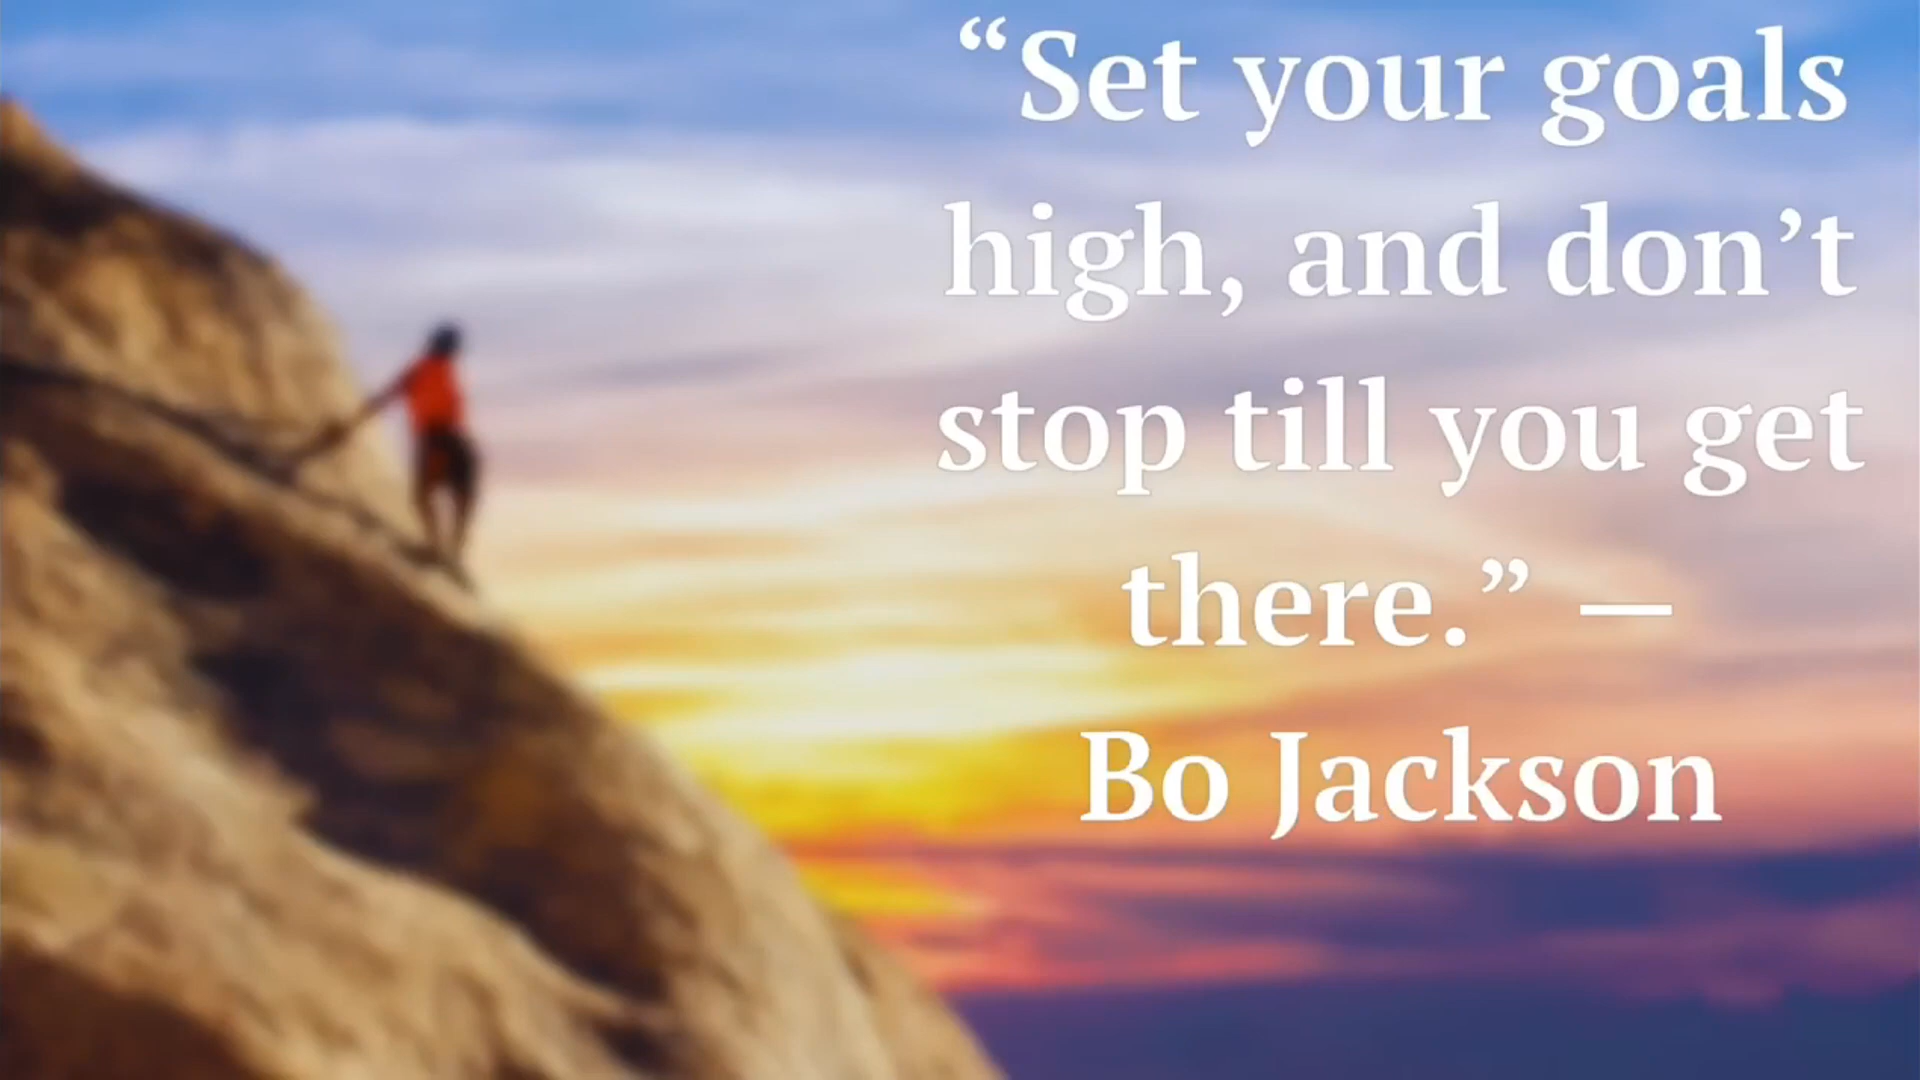 “Set your goals
high, and don’t
stop till you get
there.” —
Bo Jackson